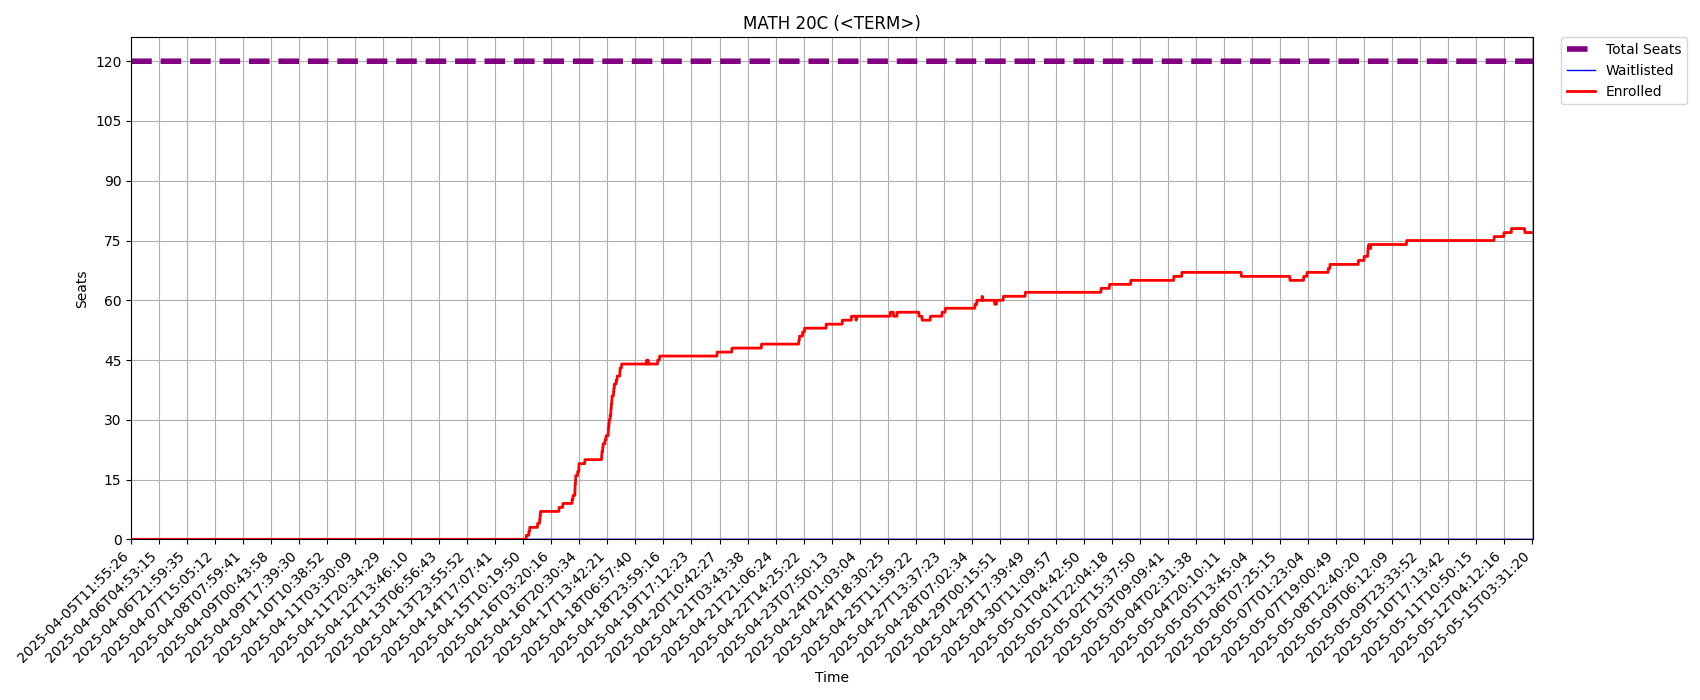 MATH 20C (<TERM>)
Total Seats
Waitlisted
Enrolled
Seats
120
105
90
75
60
45
30
15
0
2025-04-05T11:55:26
2025-04-06T04:53:15
2025-04-06T21:59:35
2025-04-07T15:05:12
2025-04-08T07:59:41
2025-04-09T00:43:58
2025-04-09T17:39:30
2025-04-10T10:38:52
2025-04-11T03:30:09
2025-04-11T20:34:29
2025-04-12T13:46:10
2025-04-13T06:56:43
2025-04-13T23:55:52
2025-04-14T17:07:41
2025-04-15T10:19:50
2025-04-16T03:20:16
2025-04-16T20:30:34
2025-04-17T13:42:21
2025-04-18T06:57:40
2025-04-18T23:59:16
2025-04-19T17:12:23
2025-04-20T10:42:27
2025-04-21T03:43:38
2025-04-21T21:06:24
2025-04-22T14:25:22
2025-04-23T07:50:13
2025-04-24T01:03:04
2025-04-24T18:30:25
2025-04-25T11:59:22
2025-04-27T13:37:23
2025-04-28T07:02:34
2025-04-29T00:15:51
2025-04-29T17:39:49
2025-04-30T11:09:57
2025-05-01T04:42:50
2025-05-01T22:04:18
2025-05-02T15:37:50
2025-05-03T09:09:41
2025-05-04T02:31:38
2025-05-04T20:10:11
2025-05-05T13:45:04
2025-05-06T07:25:15
2025-05-07T01:23:04
2025-05-07T19:00:49
2025-05-08T12:40:20
2025-05-09T06:12:09
2025-05-09T23:33:52
2025-05-10T17:13:42
2025-05-11T10:50:15
2025-05-12T04:12:16
2025-05-15T03:31:20
Time